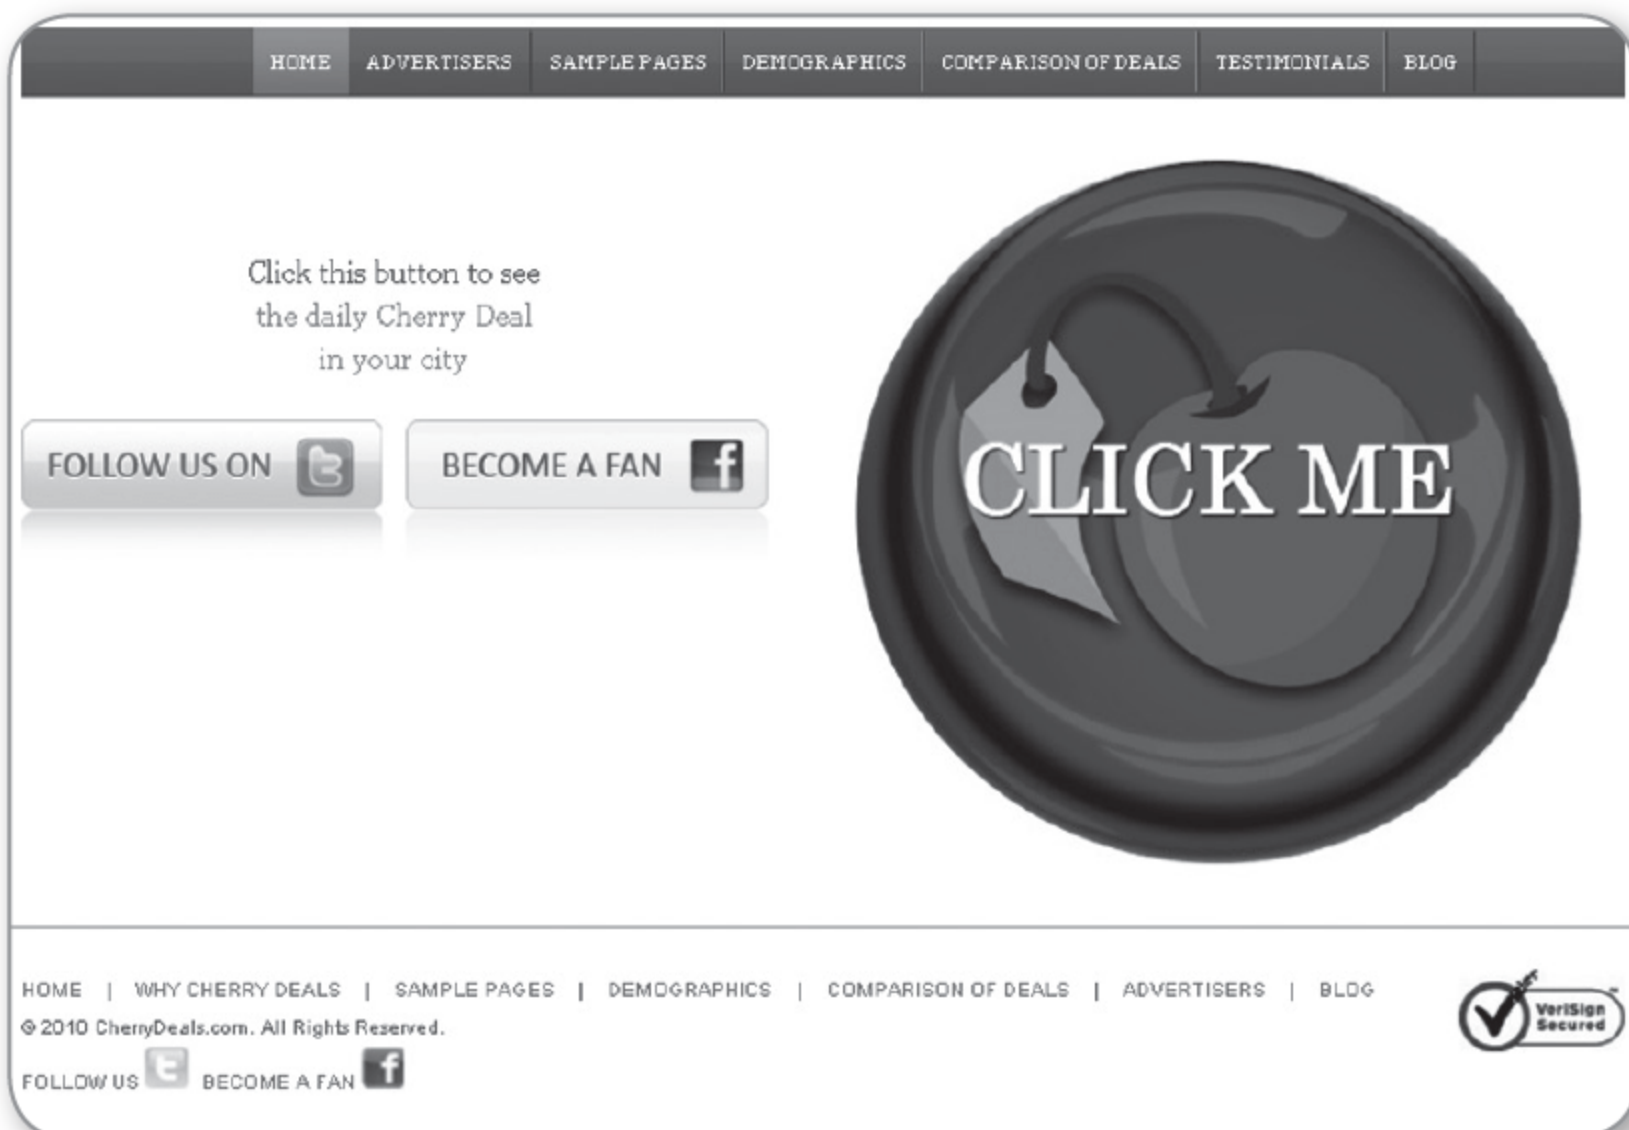 HOME ADVERTISERS SAMPLE PAGES DEMOGRAPHICS COMPARISON OF DEALS TESTIMONIALS BLOG
Click this button to see
the daily Cherry Deal
in your city
FOLLOW US ON
BECOME A FAN
CLICK ME
HOME | WHY CHERRY DEALS | SAMPLE PAGES | DEMOGRAPHICS | COMPARISON OF DEALS | ADVERTISERS | BLOG
© 2010 CherryDeals.com. All Rights Reserved.
FOLLOW US BECOME A FAN
VeriSign
Secured